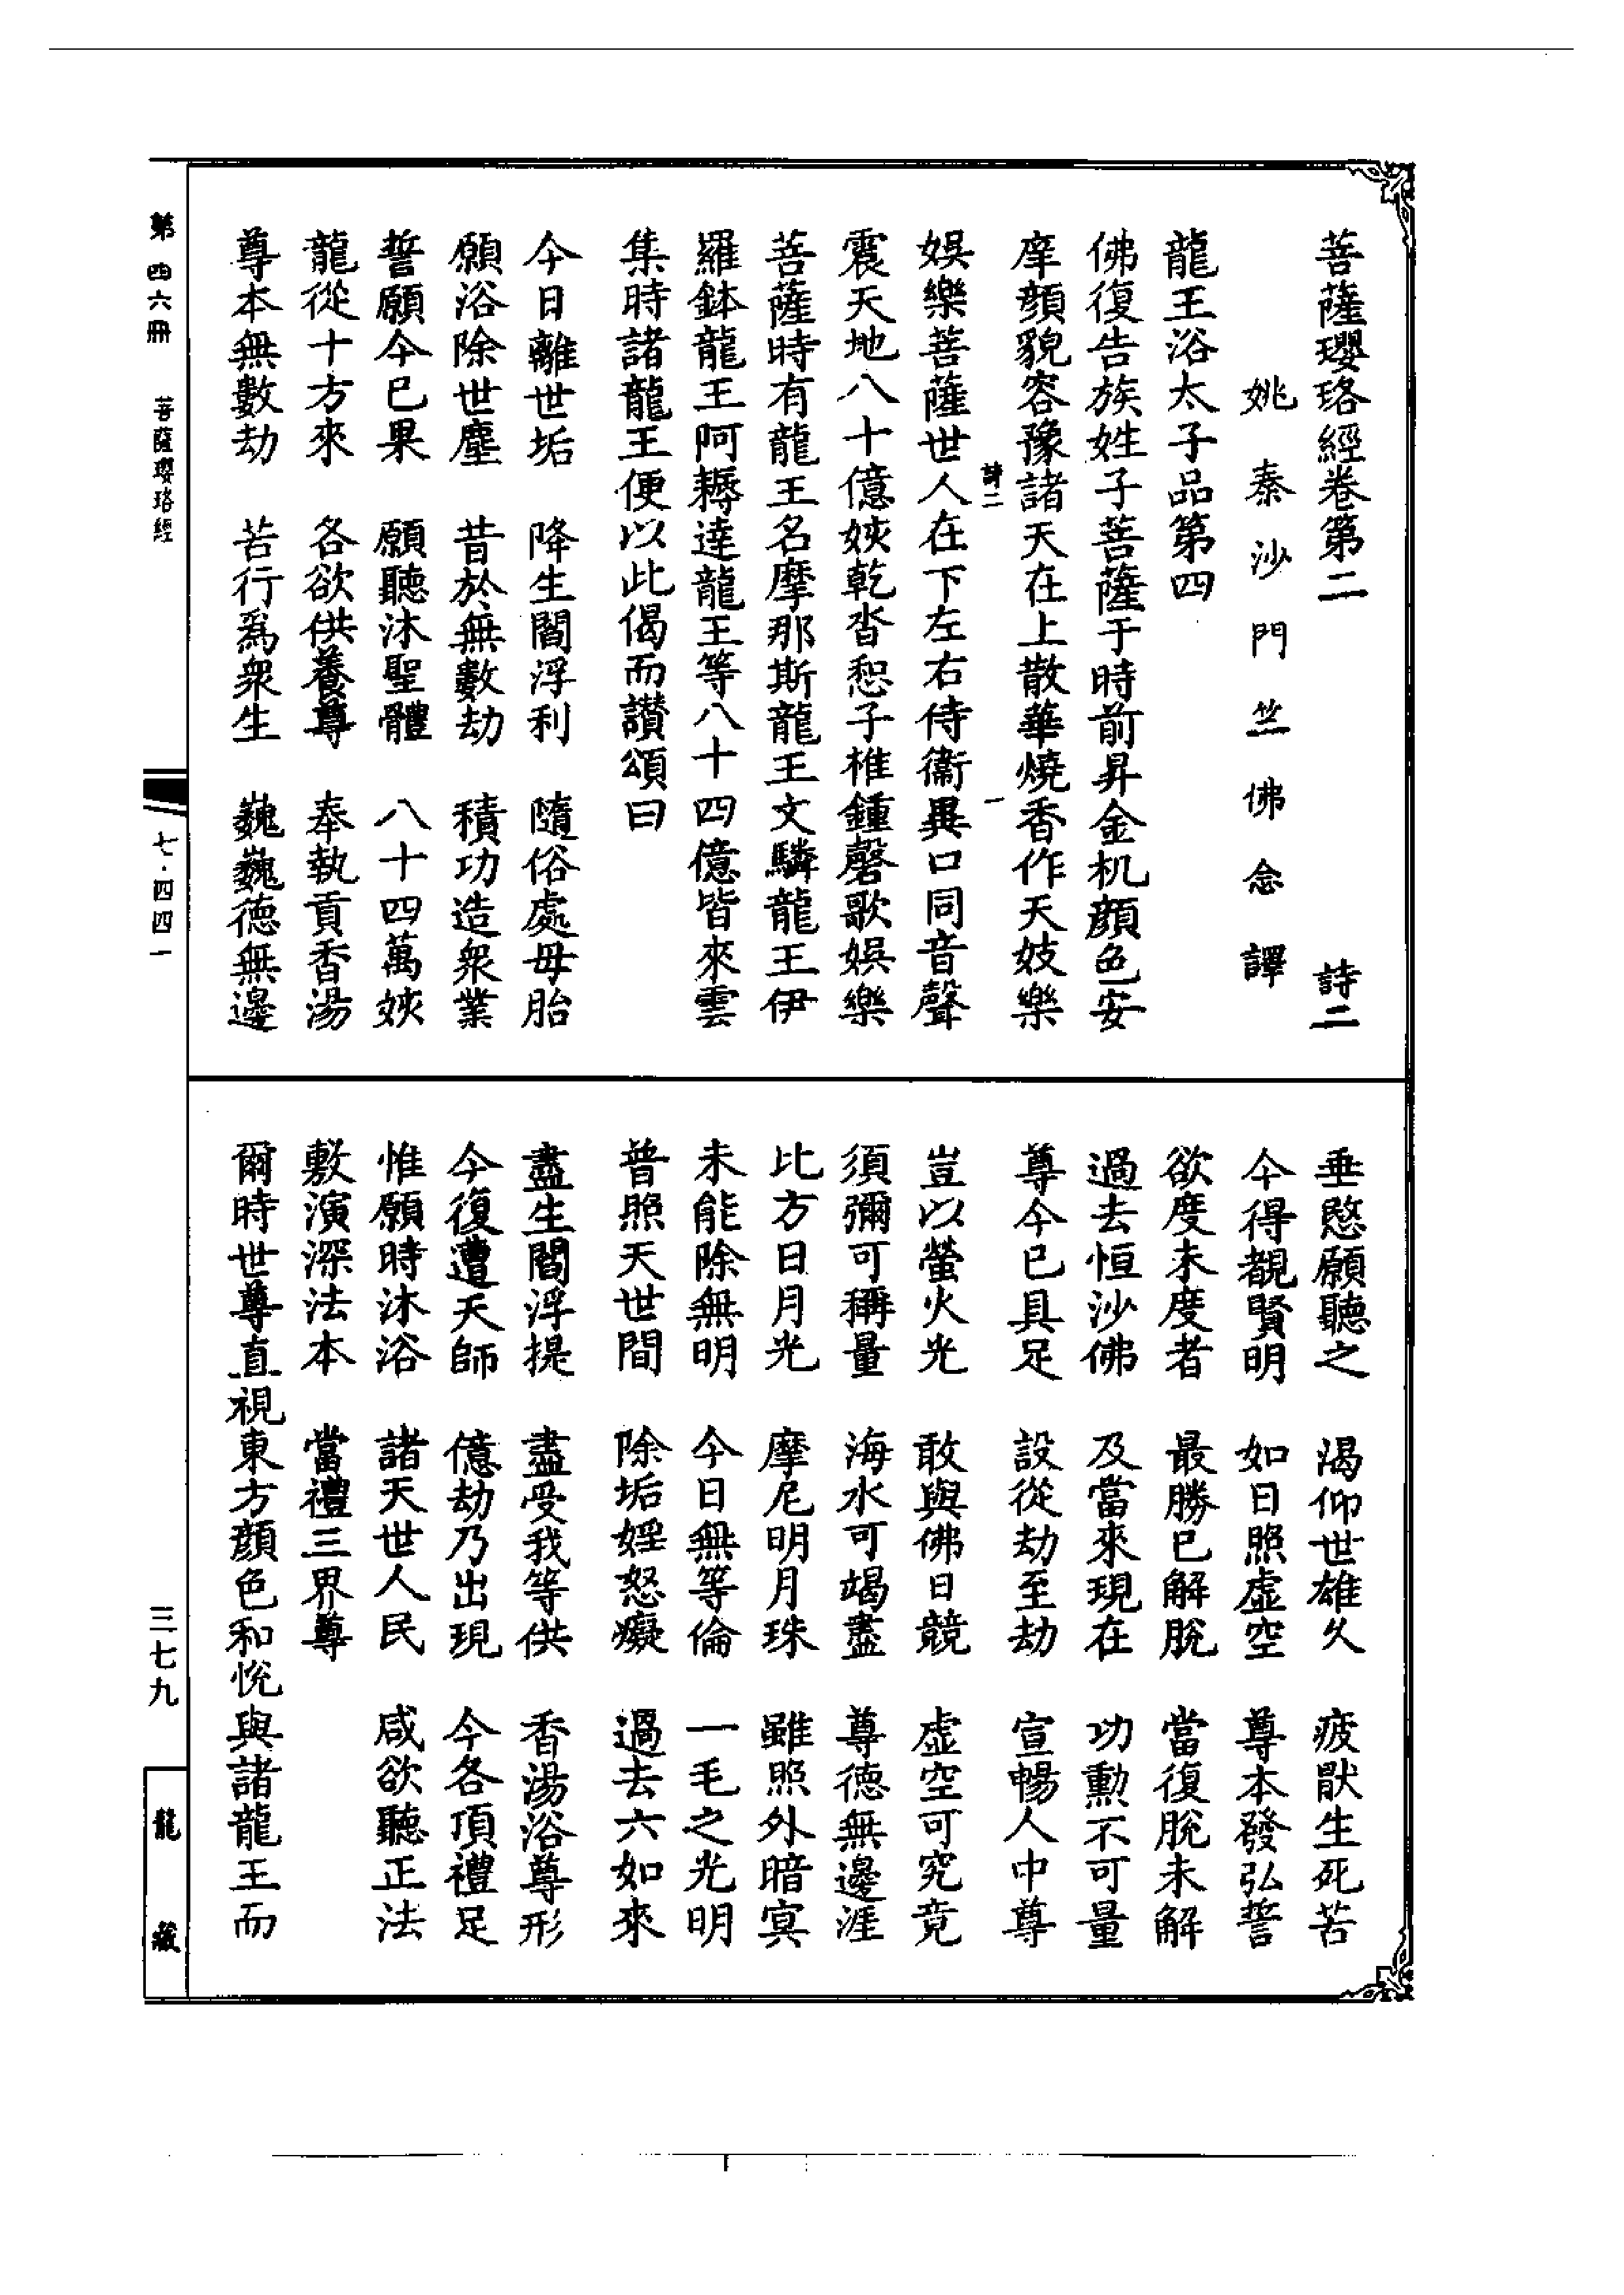 菩薩瓔珞經卷第二　詩二
姚秦沙門竺佛念譯
龍王浴太子品第四
佛復告族姓子菩薩于時前昇金机顏色安
庠顏貌容豫諸天在上散華燒香作天妓樂
詩二　一
娛樂菩薩世人在下左右侍衞異口同音聲
震天地八十億姟乾沓惒子椎鍾磬歌娛樂
菩薩時有龍王名摩那斯龍王文驎龍王伊
羅鉢龍王阿耨達龍王等八十四億皆來雲
集時諸龍王便以此偈而讚頌曰
今日離世垢　降生閻浮利　隨俗處母胎
願浴除世塵　昔於無數劫　積功造衆業
誓願今已果　願聽沐聖體　八十四萬姟
龍從十方來　各欲供養尊　奉執貢香湯
尊本無數劫　苦行爲衆生　巍巍德無邊
垂愍願聽之　渴仰世雄久　疲猒生死苦
今得覩賢明　如日照虛空　尊本發弘誓
欲度未度者　最勝已解脫　當復脫未解
過去恒沙佛　及當來現在　功勳不可量
尊今已具足　設從劫至劫　宣暢人中尊
豈以螢火光　敢與佛日競　虛空可究竟
須彌可稱量　海水可竭盡　尊德無邊涯
比方日月光　摩尼明月珠　雖照外暗冥
未能除無明　今日無等倫　一毛之光明
普照天世間　除垢婬怒癡　過去六如來
盡生閻浮提　盡受我等供　香湯浴尊形
今復遭天師　億劫乃出現　今各頂禮足
惟願時沐浴　諸天世人民　咸欲聽正法
敷演深法本　當禮三界尊
爾時世尊直視東方顏色和悅與諸龍王而
第四六冊　菩薩瓔珞經　七·四四一　三七九　龍藏